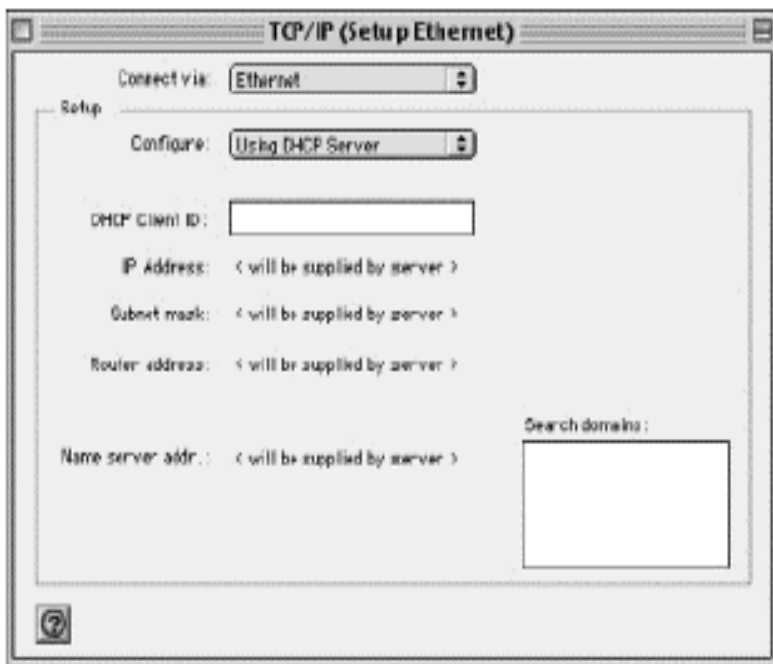 TCP/IP (Setup Ethernet)
Connect via: Ethernet
Setup
Configure: Using DHCP Server
DHCP Client ID:
IP Address: < will be supplied by server >
Subnet mask: < will be supplied by server >
Router address: < will be supplied by server >
Search domains:
Name server addr.: < will be supplied by server >
?